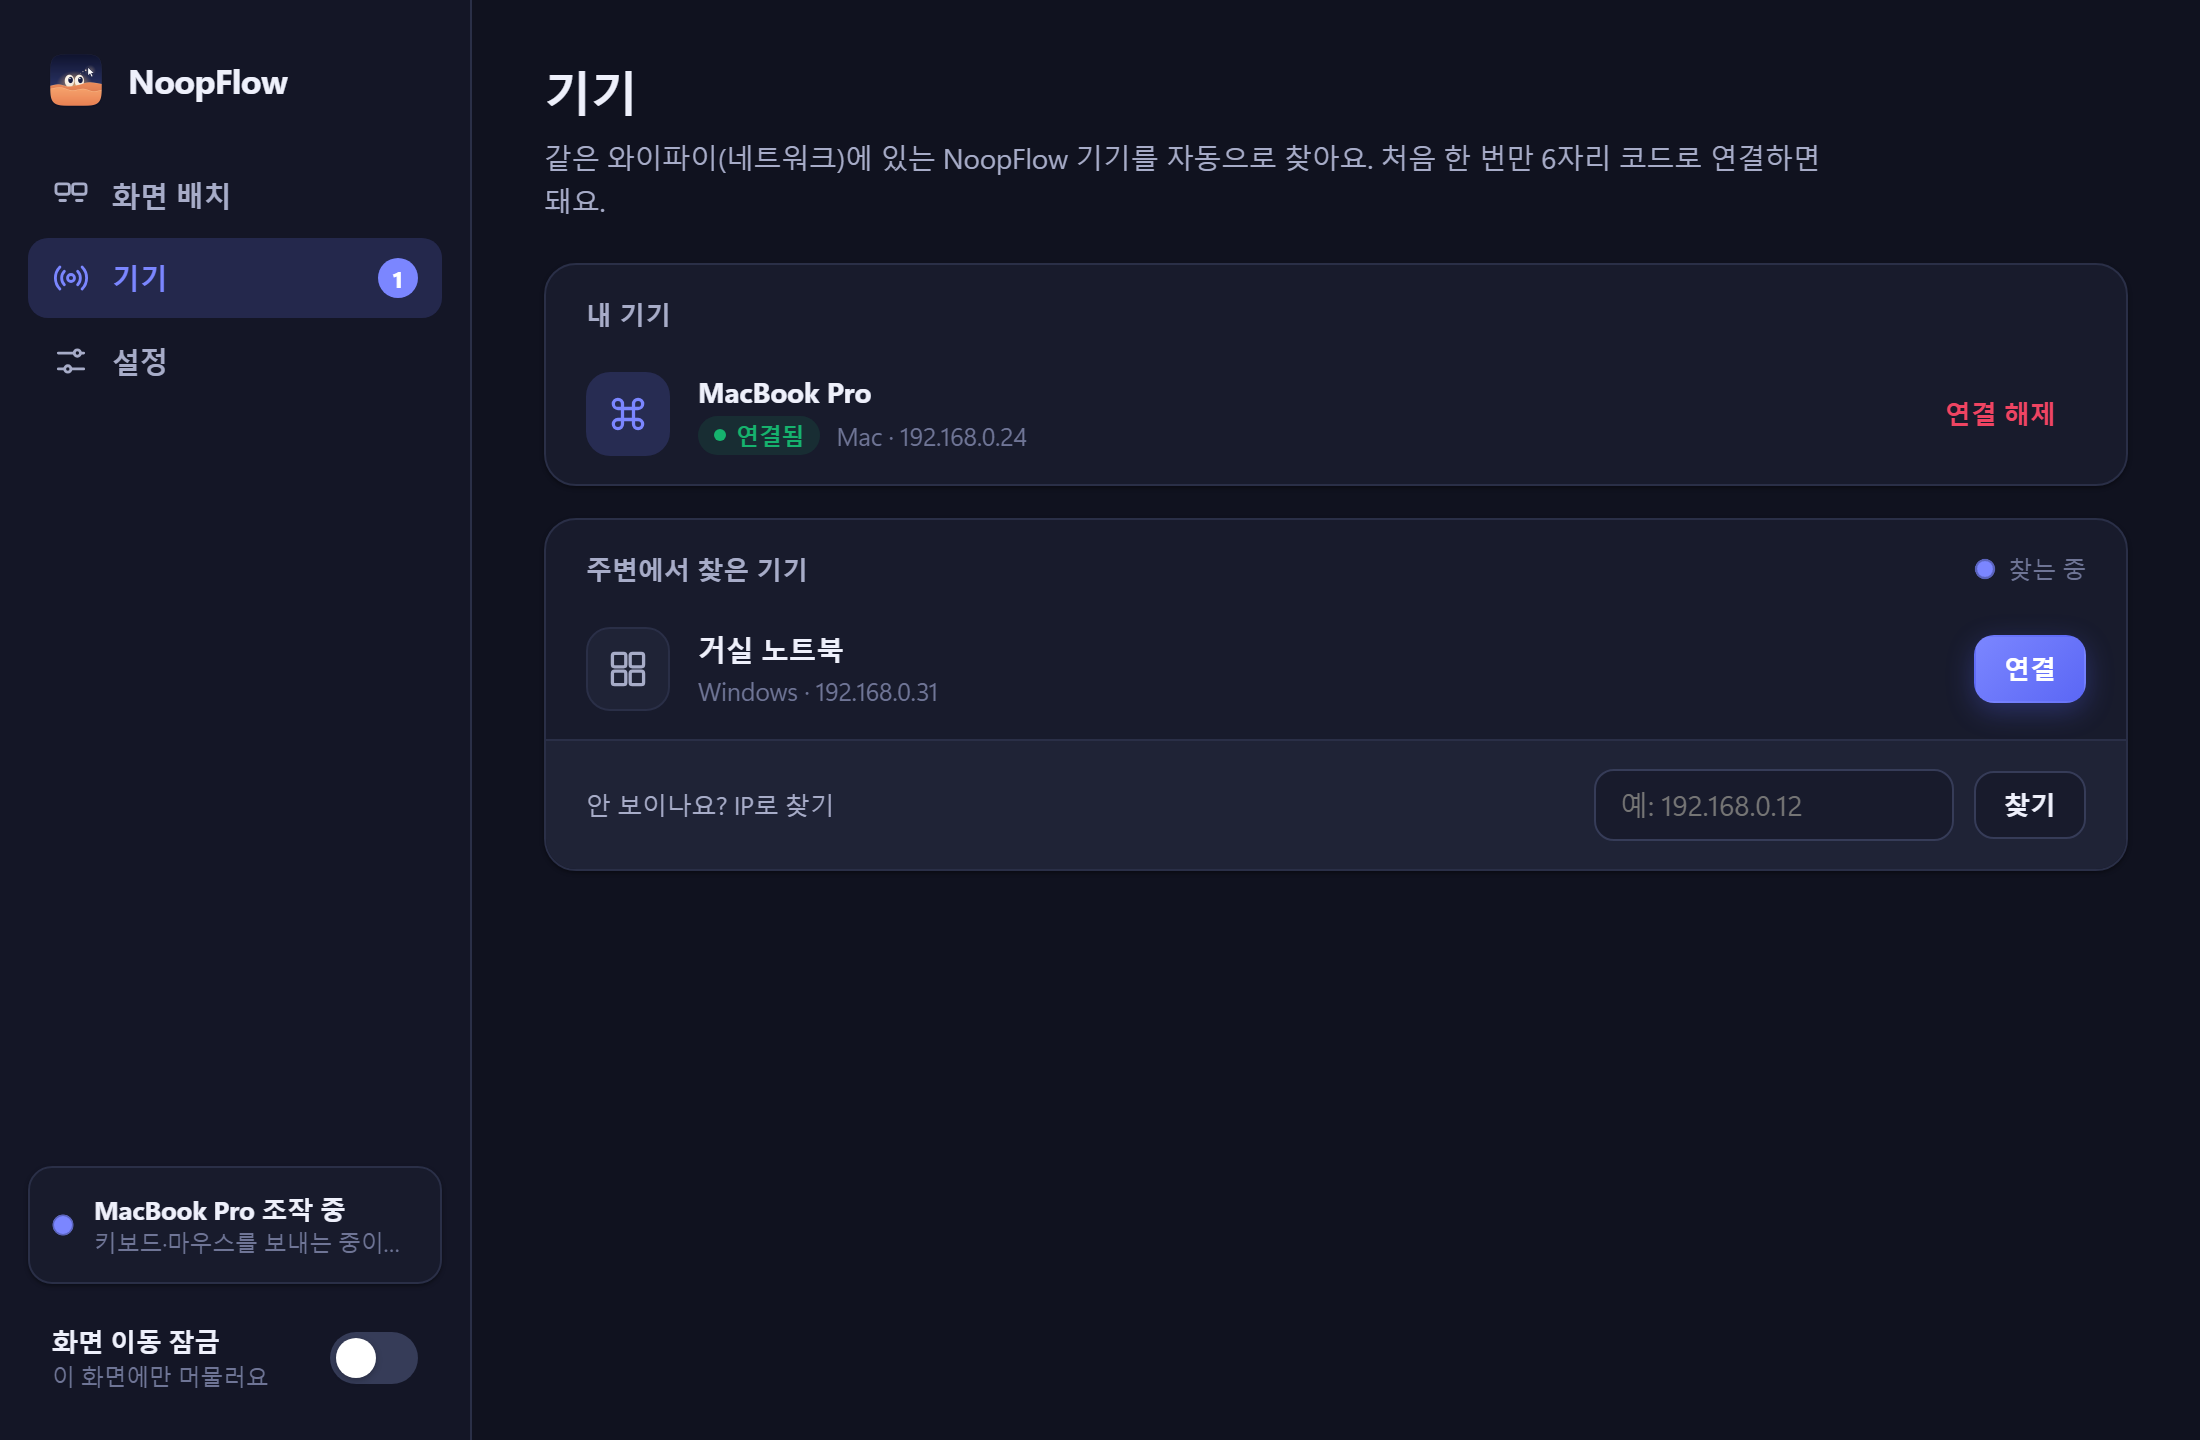 NoopFlow
화면 배치
기기
1
설정
MacBook Pro 조작 중
키보드·마우스를 보내는 중이...
화면 이동 잠금
이 화면에만 머물러요
기기
같은 와이파이(네트워크)에 있는 NoopFlow 기기를 자동으로 찾아요. 처음 한 번만 6자리 코드로 연결하면
돼요.
내 기기
MacBook Pro
연결됨 Mac · 192.168.0.24
연결 해제
주변에서 찾은 기기
찾는 중
거실 노트북
Windows · 192.168.0.31
연결
안 보이나요? IP로 찾기
예: 192.168.0.12
찾기